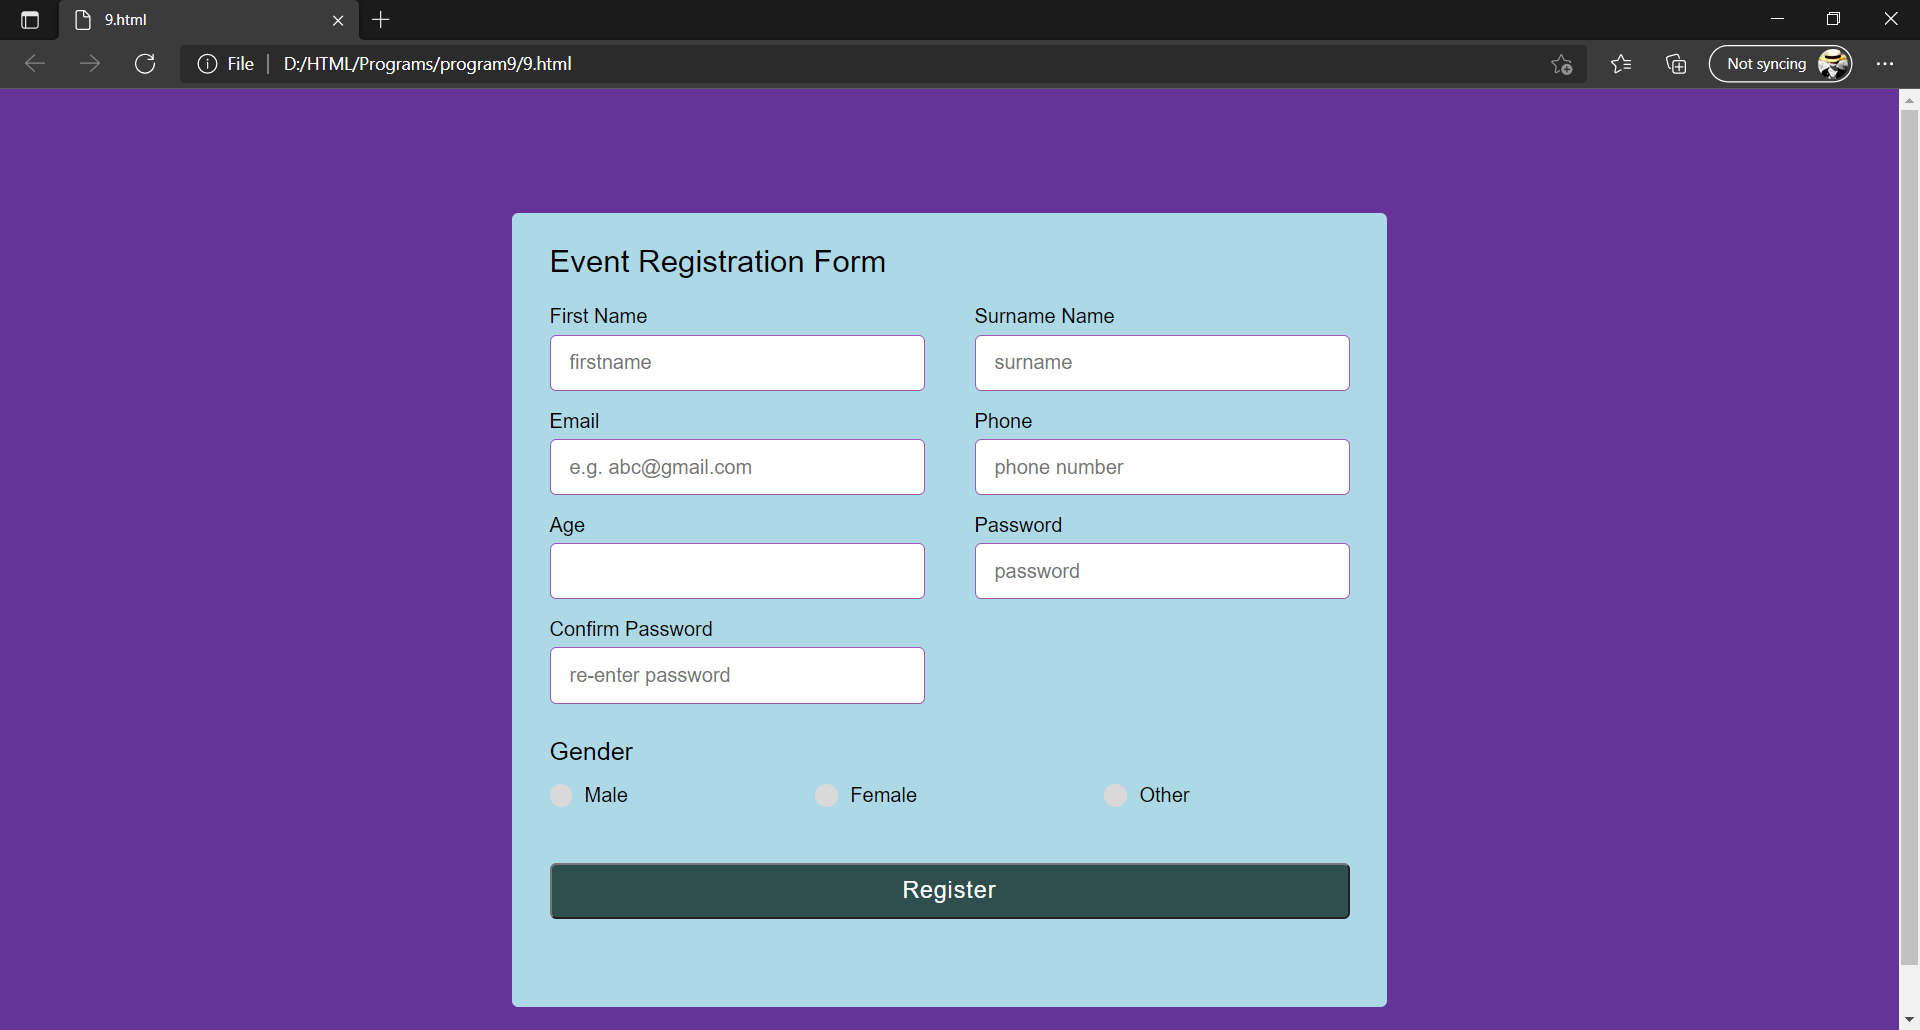 9.html
File
D:/HTML/Programs/program9/9.html
Not syncing
Event Registration Form
First Name
Surname Name
firstname
surname
Email
Phone
e.g. abc@gmail.com
phone number
Age
Password
password
Confirm Password
re-enter password
Gender
Male
Female
Other
Register